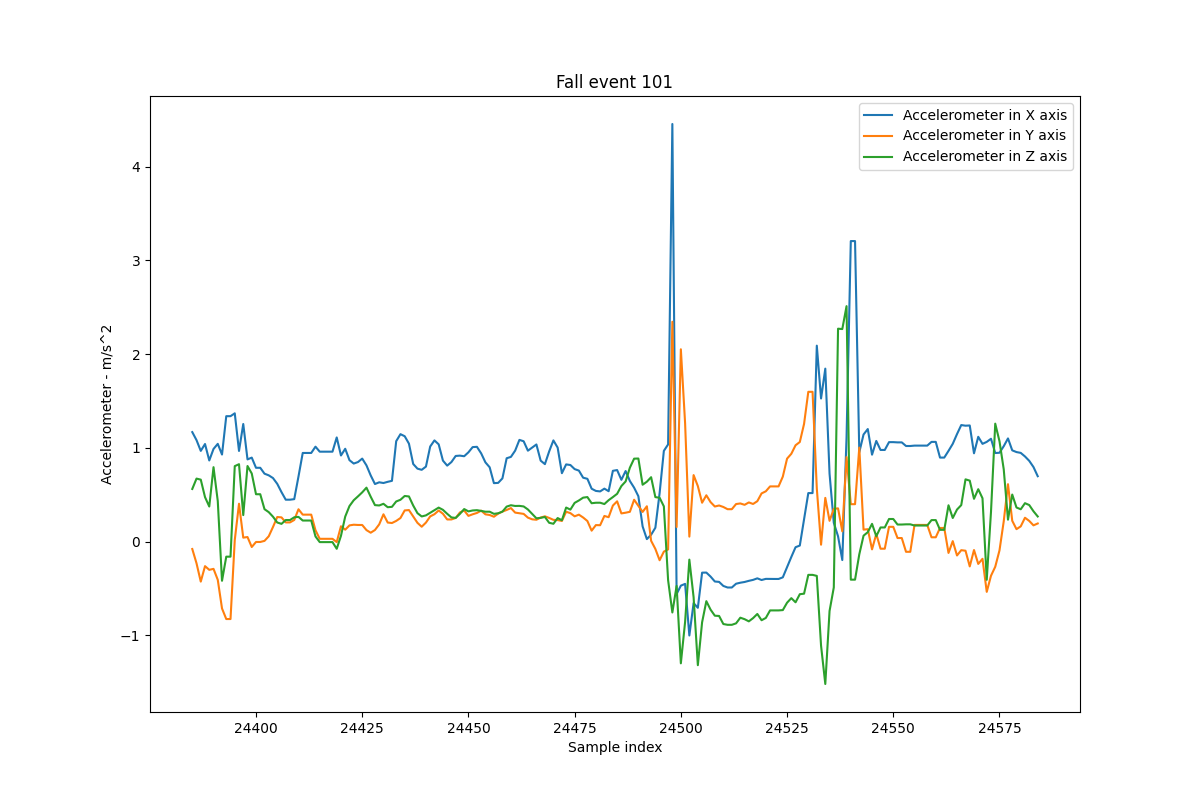 Fall event 101
Accelerometer in X axis
Accelerometer in Y axis
Accelerometer in Z axis
Accelerometer - m/s^2
4
3
2
1
0
−1
24400 24425 24450 24475 24500 24525 24550 24575
Sample index